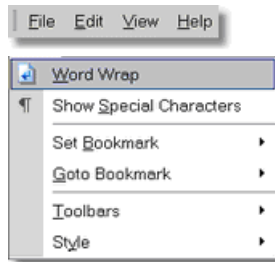 File Edit View Help
Word Wrap
¶ Show Special Characters
Set Bookmark
Goto Bookmark
Toolbars
Style